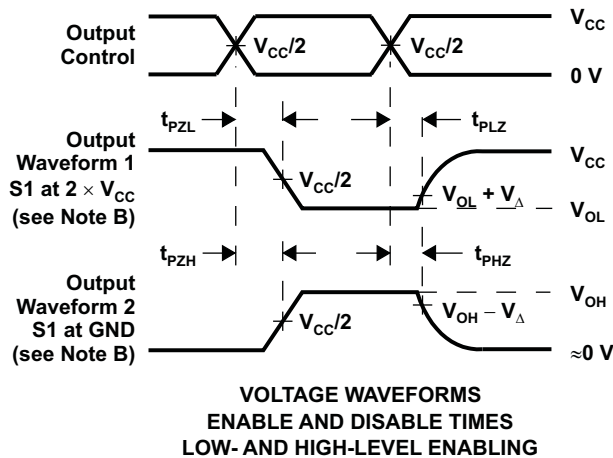 Output
Control
V_CC/2
V_CC/2
V_CC
0 V
t_PZL
t_PLZ
Output
Waveform 1
S1 at 2 × V_CC
(see Note B)
V_CC/2
V_OL + V_Δ
V_CC
V_OL
t_PZH
t_PHZ
Output
Waveform 2
S1 at GND
(see Note B)
V_CC/2
V_OH − V_Δ
V_OH
≈0 V
VOLTAGE WAVEFORMS
ENABLE AND DISABLE TIMES
LOW- AND HIGH-LEVEL ENABLING